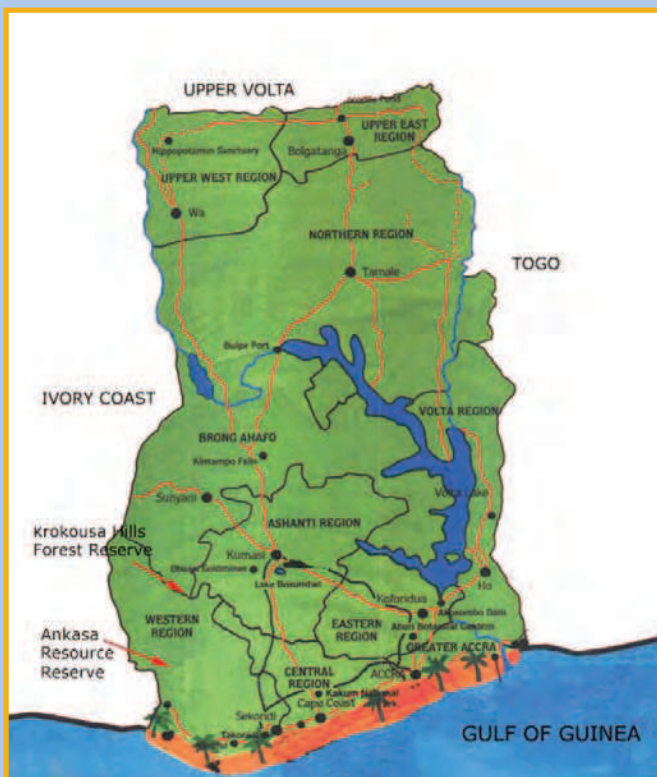 UPPER VOLTA
UPPER EAST
REGION
Hippopotamus Sanctuary
Bolgatanga
UPPER WEST REGION
Wa
NORTHERN REGION
TOGO
Tamale
Buipe Port
IVORY COAST
VOLTA REGION
BRONG AHAFO
Kintampo Falls
Volta Lake
Sunyani
ASHANTI REGION
Krokousa Hills
Forest Reserve
Kumasi
Obuasi Goldmines
Lake Bosumtwi
Ho
Koforidua
Akosombo Dam
WESTERN
REGION
EASTERN
REGION
Aburi Botanical Gardens
GREATER ACCRA
Ankasa
Resource
Reserve
CENTRAL
REGION
ACCRA
Kakum National
Park
Cape Coast
Sekondi
Takoradi
GULF OF GUINEA